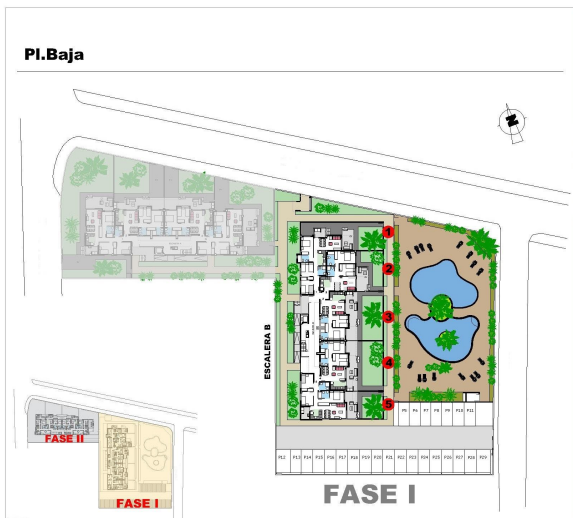 Pl.Baja
N
1
2
3
4
5
ESCALERA B
P5 P6 P7 P8 P9 P10 P11
P12 P13 P14 P15 P16 P17 P18 P19 P20 P21 P22 P23 P24 P25 P26 P27 P28 P29
FASE II
FASE I
FASE I